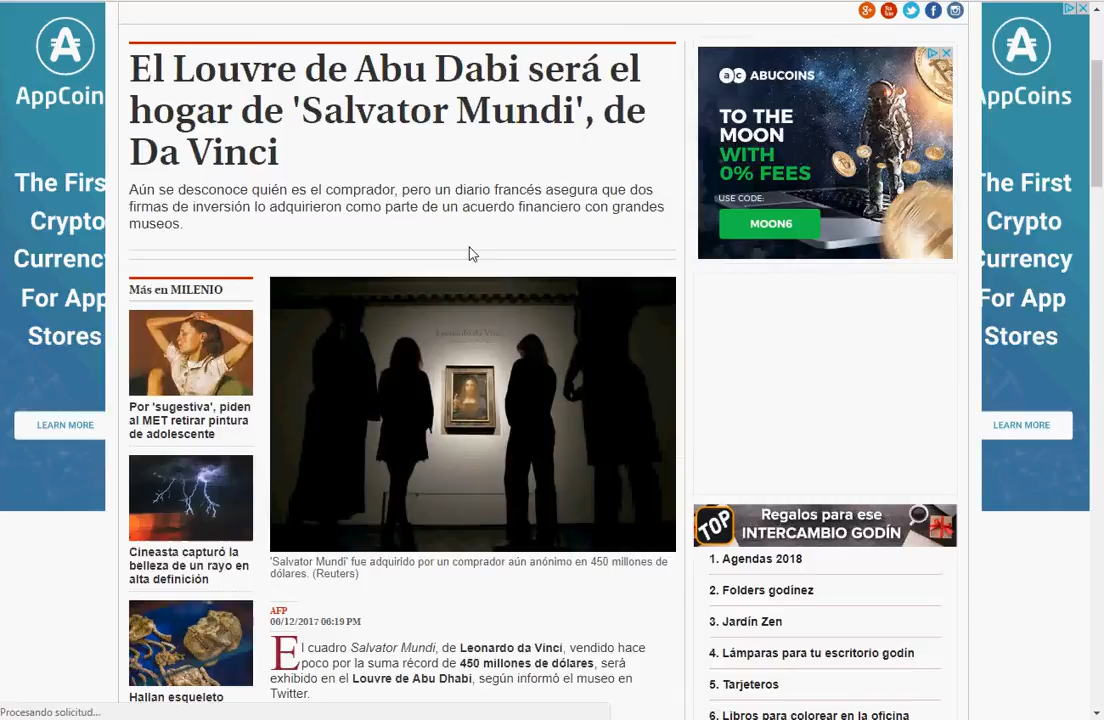 AppCoin
The First
Crypto
Currenc
For App
Stores
LEARN MORE
El Louvre de Abu Dabi será el
hogar de 'Salvator Mundi', de
Da Vinci
Aún se desconoce quién es el comprador, pero un diario francés asegura que dos
firmas de inversión lo adquirieron como parte de un acuerdo financiero con grandes
museos.
Más en MILENIO
Por 'sugestiva', piden
al MET retirar pintura
de adolescente
Cineasta capturó la
belleza de un rayo en
alta definición
Hallan esqueleto
'Salvator Mundi' fue adquirido por un comprador aún anónimo en 450 millones de
dólares. (Reuters)
AFP
06/12/2017 06:19 PM
El cuadro Salvator Mundi, de Leonardo da Vinci, vendido hace
poco por la suma récord de 450 millones de dólares, será
exhibido en el Louvre de Abu Dhabi, según informó el museo en
Twitter.
ac ABUCOINS
TO THE
MOON
WITH
0% FEES
USE CODE:
MOON6
TOP
Regalos para ese
INTERCAMBIO GODÍN
1. Agendas 2018
2. Folders godínez
3. Jardín Zen
4. Lámparas para tu escritorio godín
5. Tarjeteros
6. Libros para colorear en la oficina
AppCoins
The First
Crypto
Currency
For App
Stores
LEARN MORE
Procesando solicitud...